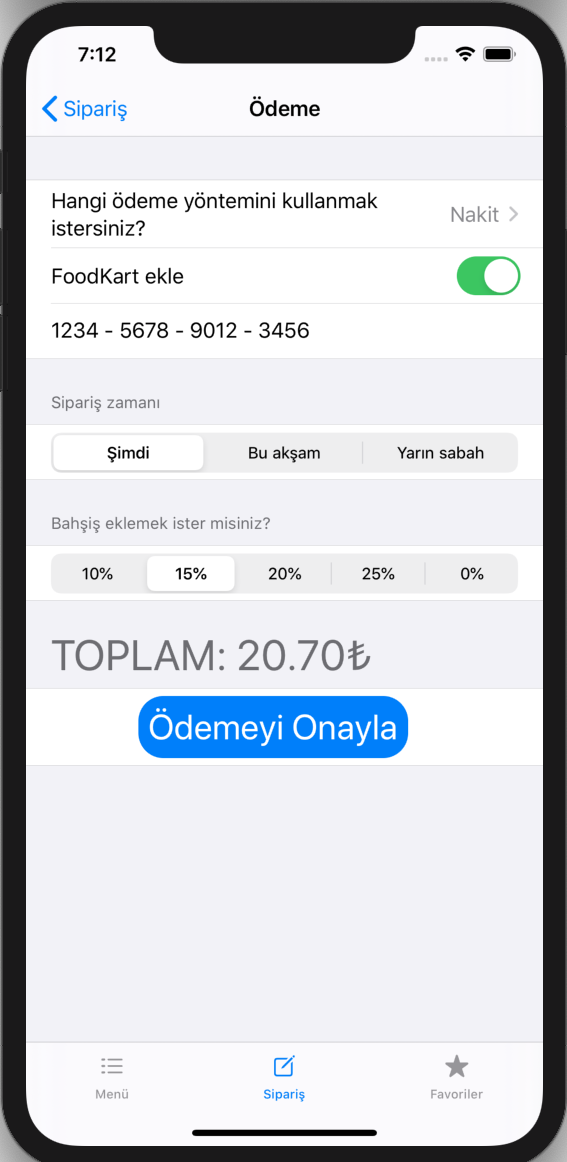 7:12
Sipariş
Ödeme
Hangi ödeme yöntemini kullanmak
istersiniz?
Nakit
FoodKart ekle
1234 - 5678 - 9012 - 3456
Sipariş zamanı
Şimdi
Bu akşam
Yarın sabah
Bahşiş eklemek ister misiniz?
10%
15%
20%
25%
0%
TOPLAM: 20.70₺
Ödemeyi Onayla
Menü
Sipariş
Favoriler